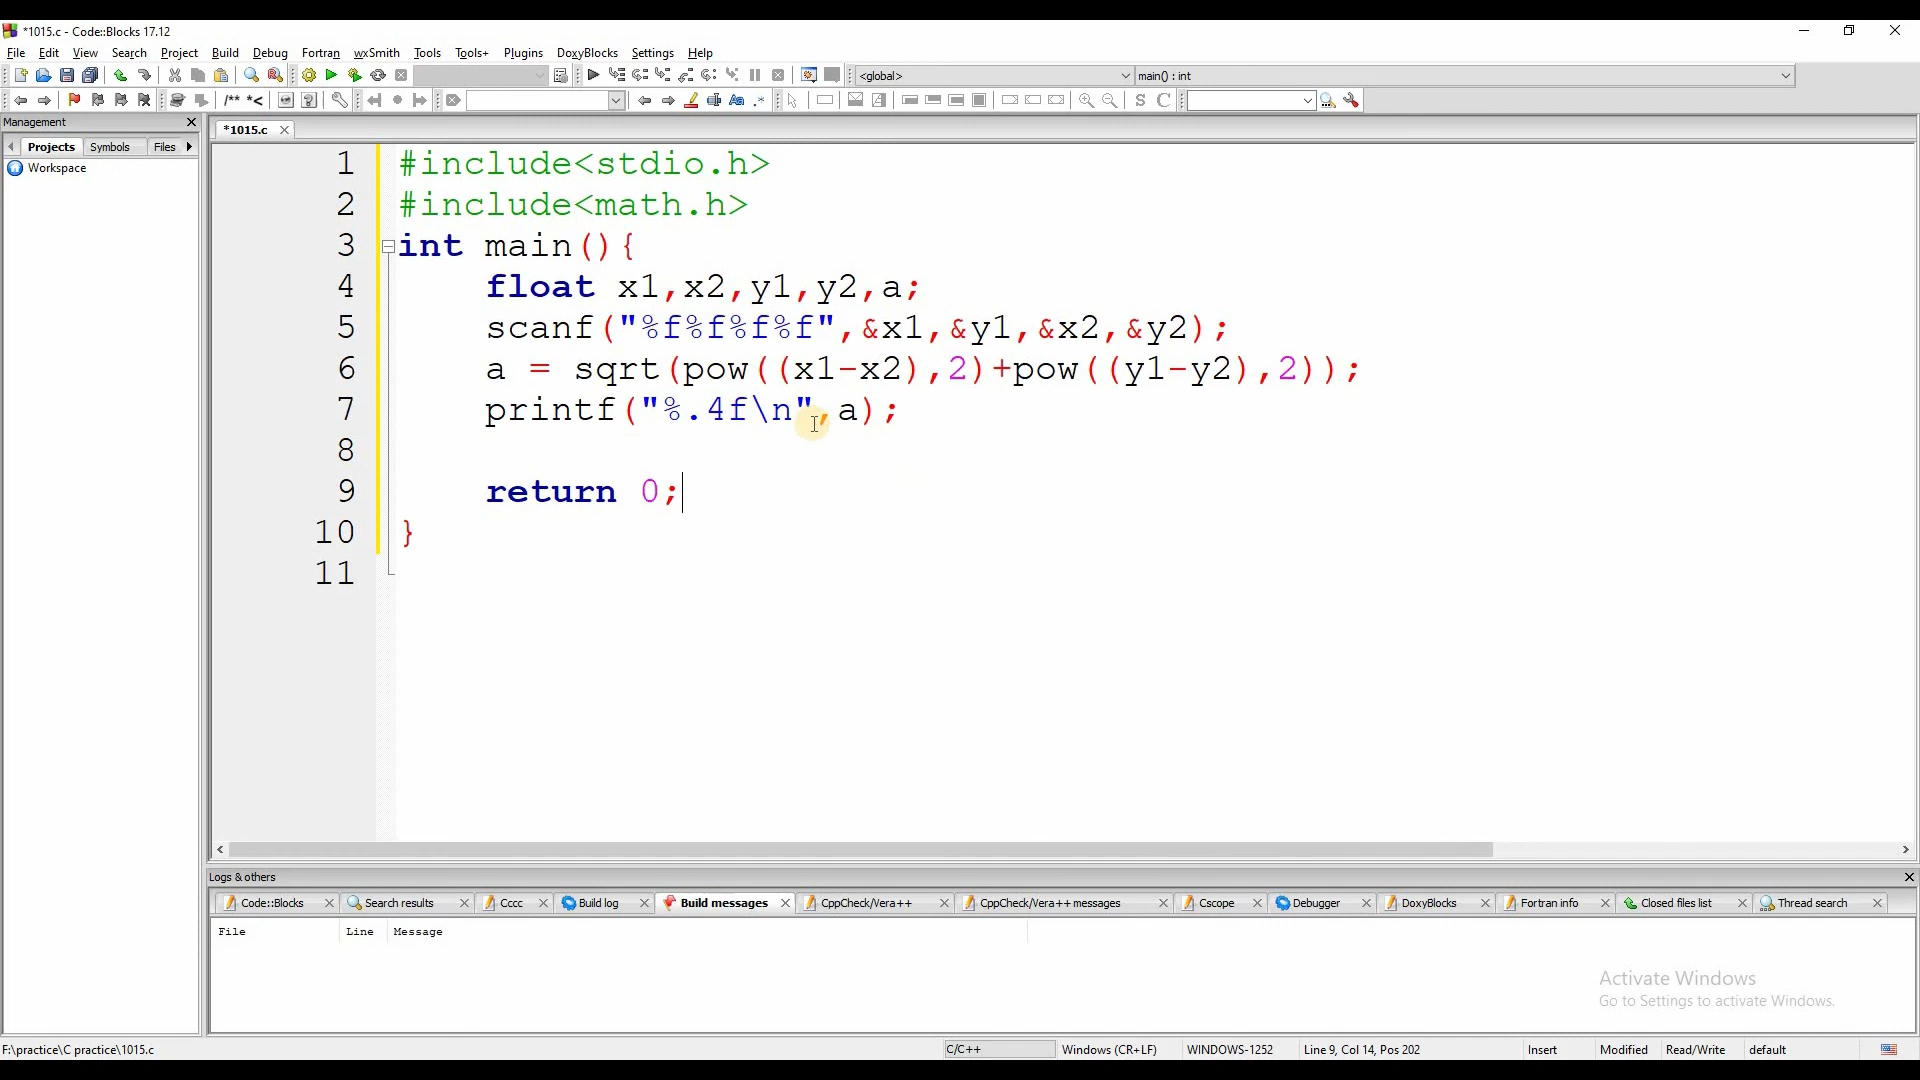 *1015.c - Code::Blocks 17.12
File Edit View Search Project Build Debug Fortran wxSmith Tools Tools+ Plugins DoxyBlocks Settings Help
<global> main() : int
/** *<
Aa .*
S C
Management
*1015.c
Projects Symbols Files
Workspace
1 #include<stdio.h>
2 #include<math.h>
3 int main(){
4 float x1,x2,y1,y2,a;
5 scanf("%f%f%f%f",&x1,&y1,&x2,&y2);
6 a = sqrt(pow((x1-x2),2)+pow((y1-y2),2));
7 printf("%.4f\n",a);
8
9 return 0;
10 }
11
Logs & others
Code::Blocks Search results Cccc Build log Build messages CppCheck/Vera++ CppCheck/Vera++ messages Cscope Debugger DoxyBlocks Fortran info Closed files list Thread search
File Line Message
Activate Windows
Go to Settings to activate Windows.
F:\practice\C practice\1015.c C/C++ Windows (CR+LF) WINDOWS-1252 Line 9, Col 14, Pos 202 Insert Modified Read/Write default